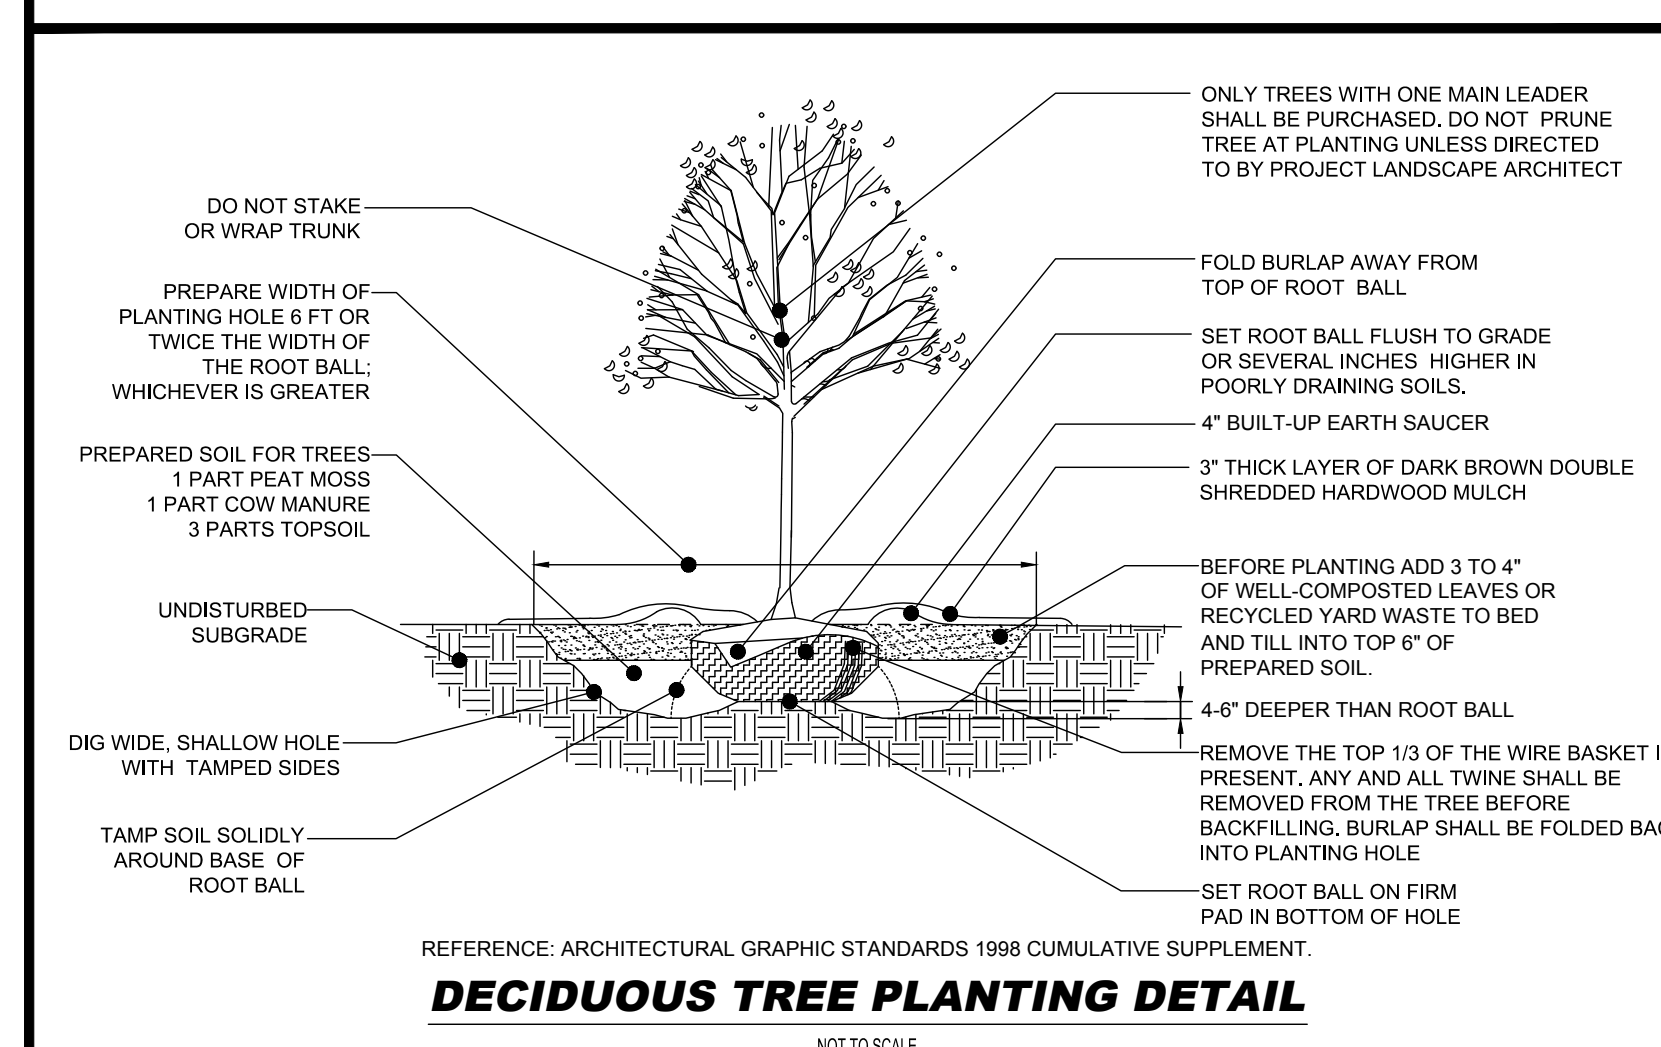 DO NOT STAKE
OR WRAP TRUNK
PREPARE WIDTH OF
PLANTING HOLE 6 FT OR
TWICE THE WIDTH OF
THE ROOT BALL;
WHICHEVER IS GREATER
PREPARED SOIL FOR TREES
1 PART PEAT MOSS
1 PART COW MANURE
3 PARTS TOPSOIL
UNDISTURBED
SUBGRADE
DIG WIDE, SHALLOW HOLE
WITH TAMPED SIDES
TAMP SOIL SOLIDLY
AROUND BASE OF
ROOT BALL
ONLY TREES WITH ONE MAIN LEADER
SHALL BE PURCHASED. DO NOT PRUNE
TREE AT PLANTING UNLESS DIRECTED
TO BY PROJECT LANDSCAPE ARCHITECT
FOLD BURLAP AWAY FROM
TOP OF ROOT BALL
SET ROOT BALL FLUSH TO GRADE
OR SEVERAL INCHES HIGHER IN
POORLY DRAINING SOILS.
4" BUILT-UP EARTH SAUCER
3" THICK LAYER OF DARK BROWN DOUBLE
SHREDDED HARDWOOD MULCH
BEFORE PLANTING ADD 3 TO 4"
OF WELL-COMPOSTED LEAVES OR
RECYCLED YARD WASTE TO BED
AND TILL INTO TOP 6" OF
PREPARED SOIL.
4-6" DEEPER THAN ROOT BALL
REMOVE THE TOP 1/3 OF THE WIRE BASKET
PRESENT. ANY AND ALL TWINE SHALL BE
REMOVED FROM THE TREE BEFORE
BACKFILLING. BURLAP SHALL BE FOLDED
INTO PLANTING HOLE
SET ROOT BALL ON FIRM
PAD IN BOTTOM OF HOLE
REFERENCE: ARCHITECTURAL GRAPHIC STANDARDS 1998 CUMULATIVE SUPPLEMENT.
DECIDUOUS TREE PLANTING DETAIL
NOT TO SCALE